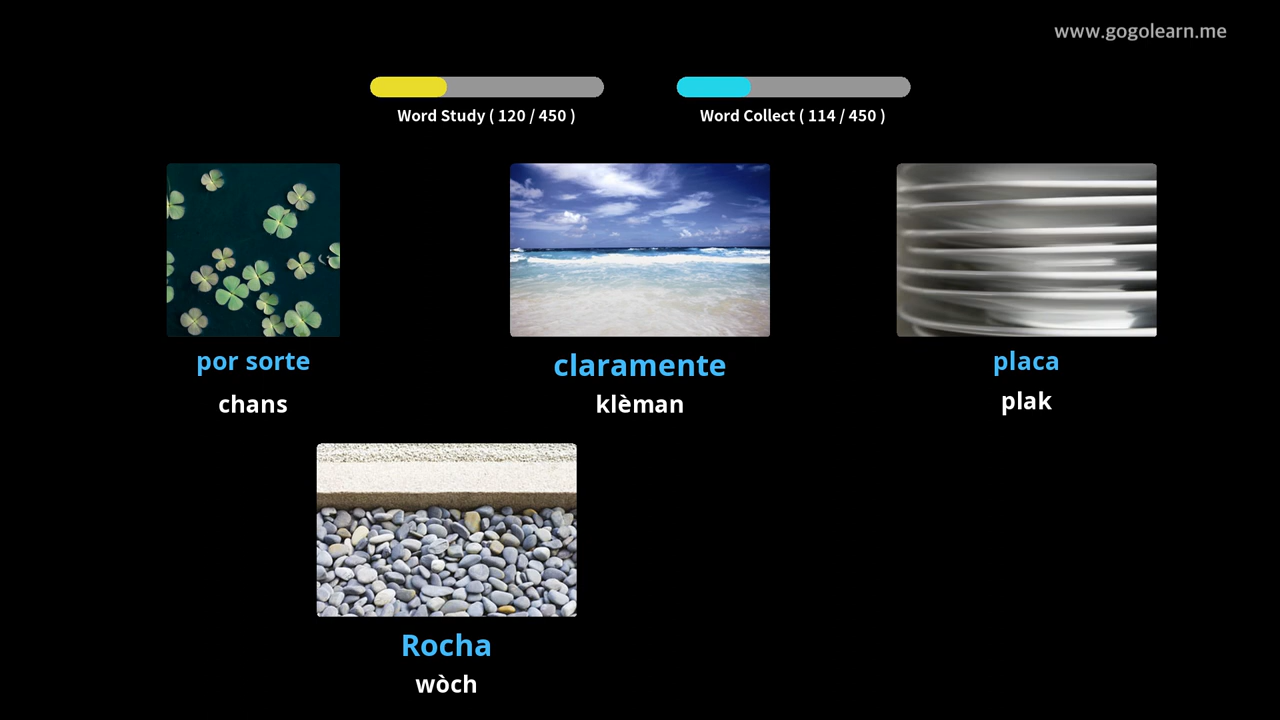 www.gogolearn.me
Word Study ( 120 / 450 )
Word Collect ( 114 / 450 )
por sorte
chans
claramente
klèman
placa
plak
Rocha
wòch